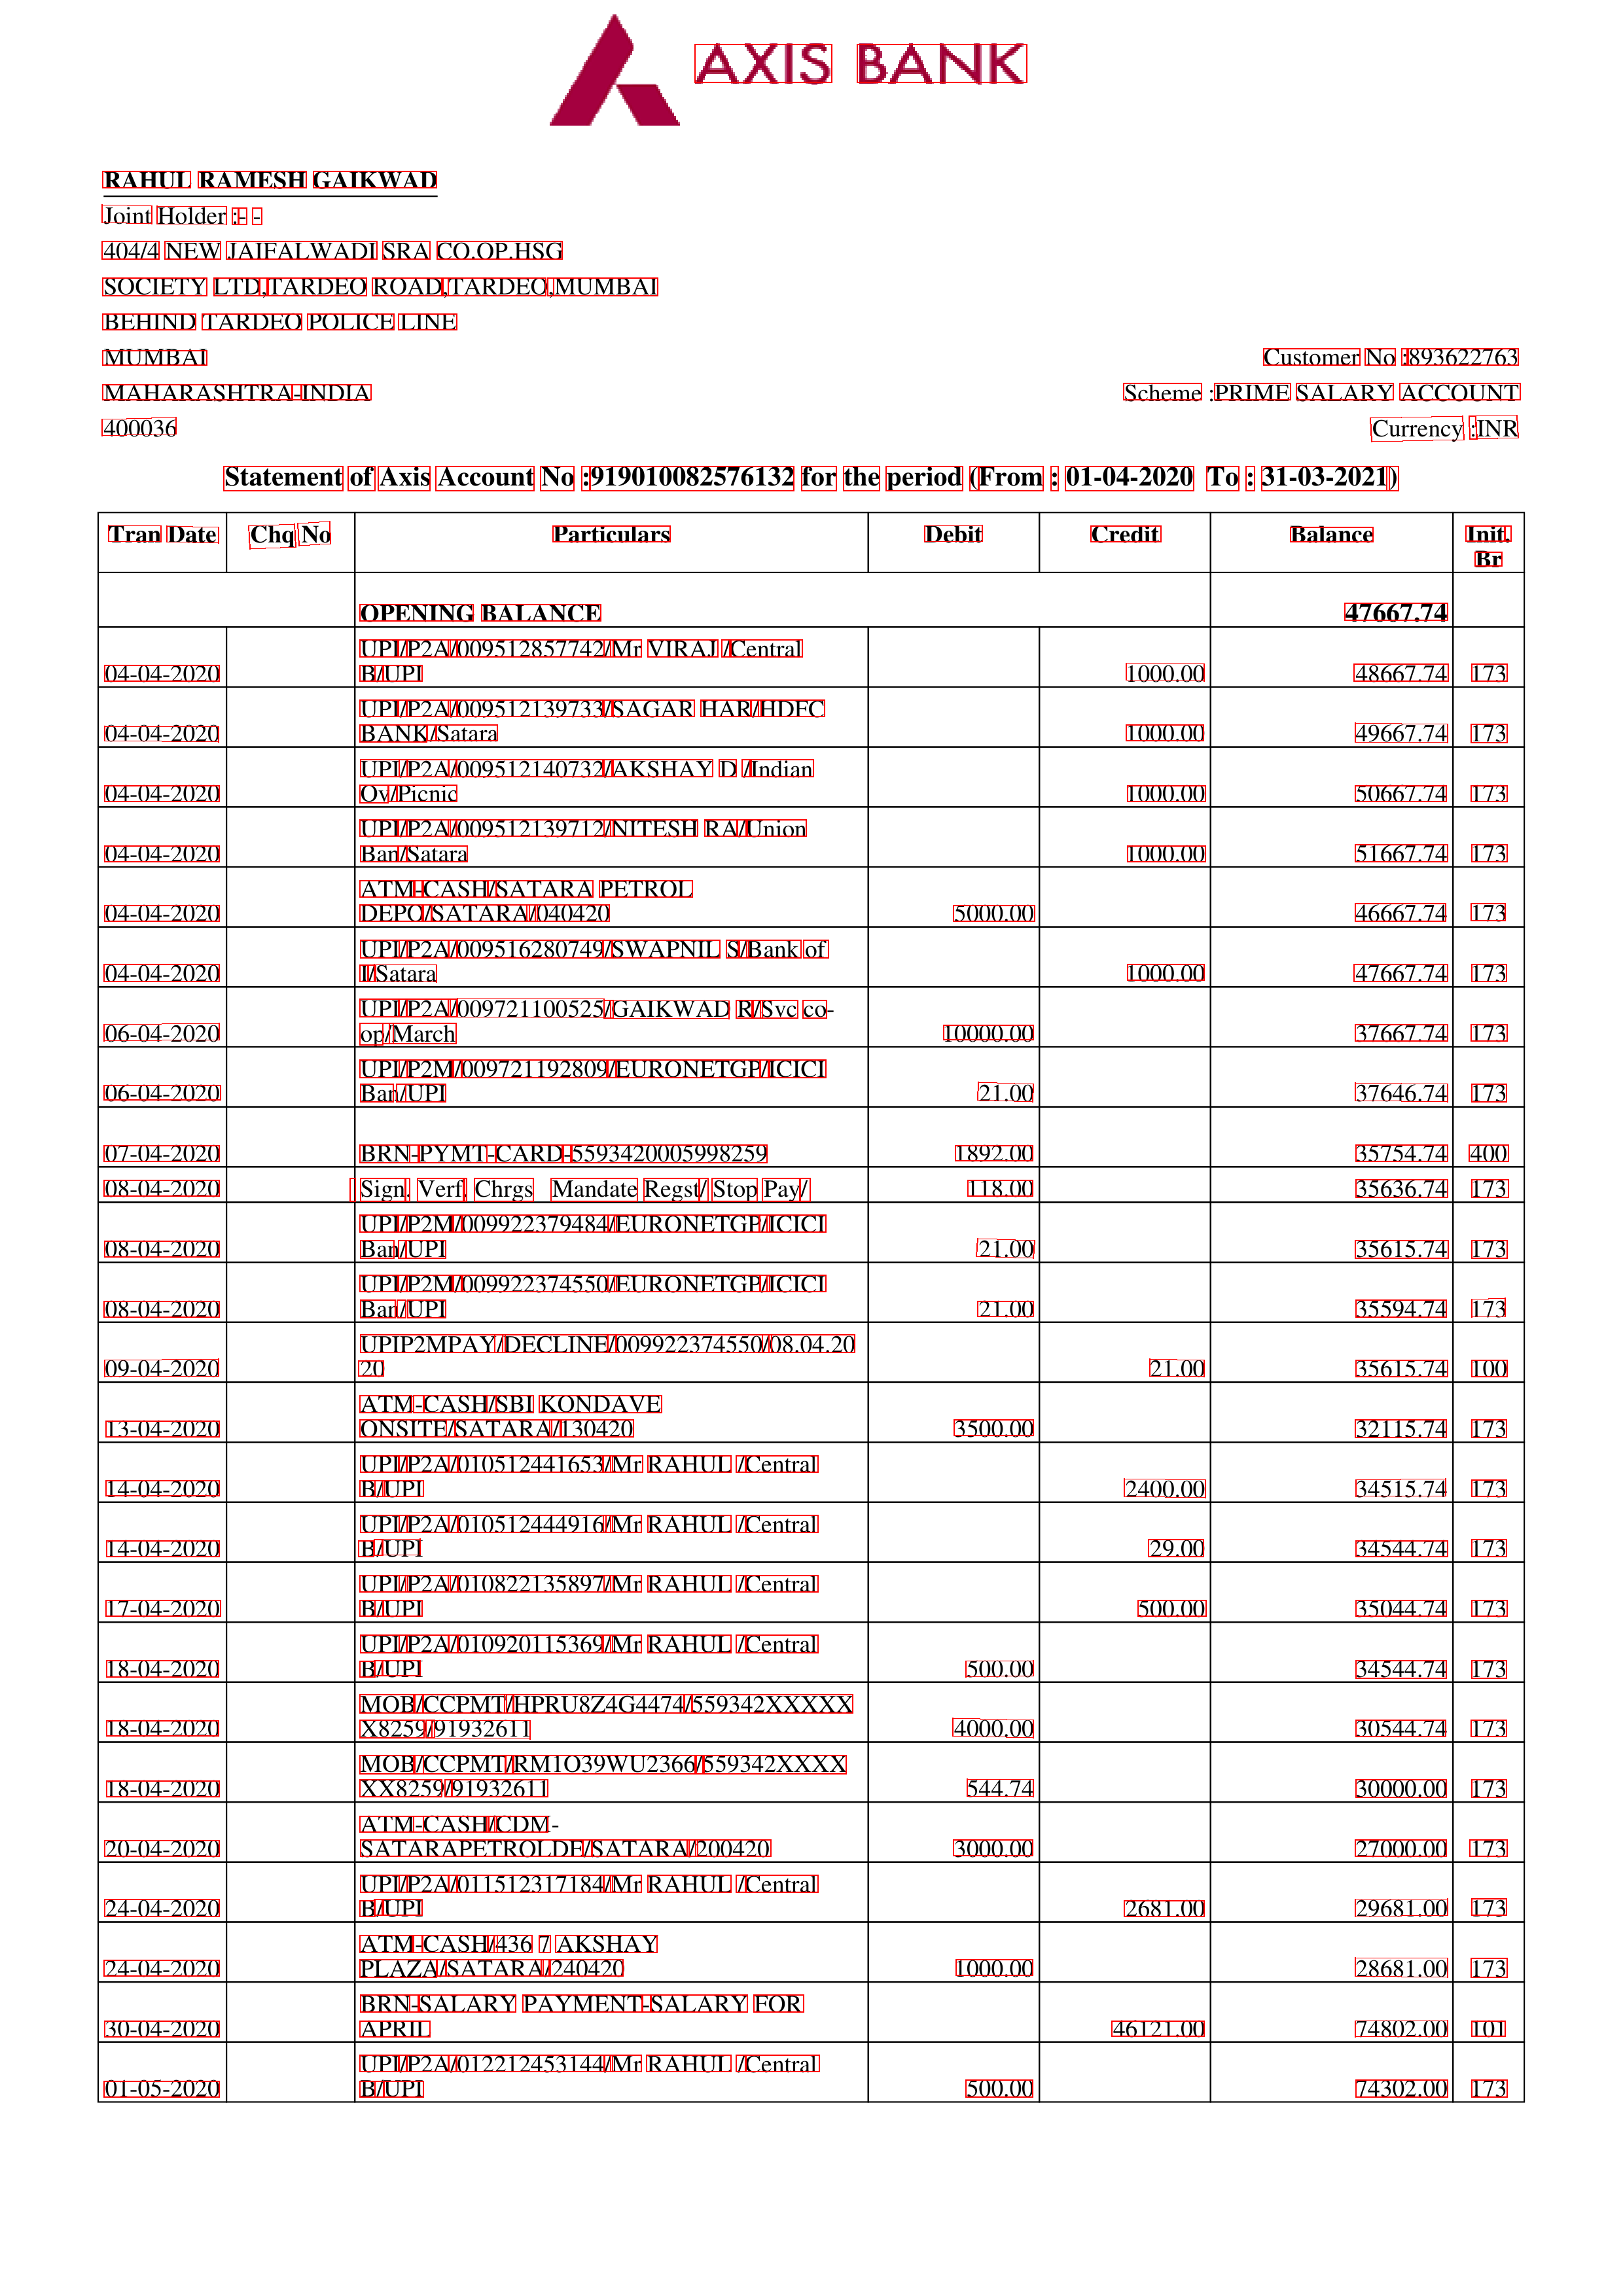 AXIS BANK
RAHUL RAMESH GAIKWAD
Joint Holder :- -
404/4 NEW JAIFALWADI SRA CO.OP.HSG
SOCIETY LTD,TARDEO ROAD,TARDEO,MUMBAI
BEHIND TARDEO POLICE LINE
MUMBAI Customer No :893622763
MAHARASHTRA-INDIA Scheme :PRIME SALARY ACCOUNT
400036 Currency :INR
Statement of Axis Account No :919010082576132 for the period (From : 01-04-2020 To : 31-03-2021)
Tran Date Chq No Particulars Debit Credit Balance Init.
Br
OPENING BALANCE 47667.74
UPI/P2A/009512857742/Mr VIRAJ /Central
04-04-2020 B/UPI 1000.00 48667.74 173
UPI/P2A/009512139733/SAGAR HAR/HDFC
04-04-2020 BANK/Satara 1000.00 49667.74 173
UPI/P2A/009512140732/AKSHAY D /Indian
04-04-2020 Ov/Picnic 1000.00 50667.74 173
UPI/P2A/009512139712/NITESH RA/Union
04-04-2020 Ban/Satara 1000.00 51667.74 173
ATM-CASH/SATARA PETROL
04-04-2020 DEPO/SATARA/040420 5000.00 46667.74 173
UPI/P2A/009516280749/SWAPNIL S/Bank of
04-04-2020 I/Satara 1000.00 47667.74 173
UPI/P2A/009721100525/GAIKWAD R/Svc co-
06-04-2020 op/March 10000.00 37667.74 173
UPI/P2M/009721192809/EURONETGP/ICICI
06-04-2020 Ban/UPI 21.00 37646.74 173
07-04-2020 BRN-PYMT-CARD-5593420005998259 1892.00 35754.74 400
08-04-2020 Sign. Verf. Chrgs Mandate Regst/ Stop Pay/ 118.00 35636.74 173
UPI/P2M/009922379484/EURONETGP/ICICI
08-04-2020 Ban/UPI 21.00 35615.74 173
UPI/P2M/009922374550/EURONETGP/ICICI
08-04-2020 Ban/UPI 21.00 35594.74 173
UPIP2MPAY/DECLINE/009922374550/08.04.20
09-04-2020 20 21.00 35615.74 100
ATM-CASH/SBI KONDAVE
13-04-2020 ONSITE/SATARA/130420 3500.00 32115.74 173
UPI/P2A/010512441653/Mr RAHUL /Central
14-04-2020 B/UPI 2400.00 34515.74 173
UPI/P2A/010512444916/Mr RAHUL /Central
14-04-2020 B/UPI 29.00 34544.74 173
UPI/P2A/010822135897/Mr RAHUL /Central
17-04-2020 B/UPI 500.00 35044.74 173
UPI/P2A/010920115369/Mr RAHUL /Central
18-04-2020 B/UPI 500.00 34544.74 173
MOB/CCPMT/HPRU8Z4G4474/559342XXXXX
18-04-2020 X8259/91932611 4000.00 30544.74 173
MOB/CCPMT/RM1O39WU2366/559342XXXX
18-04-2020 XX8259/91932611 544.74 30000.00 173
ATM-CASH/CDM-
20-04-2020 SATARAPETROLDE/SATARA/200420 3000.00 27000.00 173
UPI/P2A/011512317184/Mr RAHUL /Central
24-04-2020 B/UPI 2681.00 29681.00 173
ATM-CASH/436 7 AKSHAY
24-04-2020 PLAZA/SATARA/240420 1000.00 28681.00 173
BRN-SALARY PAYMENT-SALARY FOR
30-04-2020 APRIL 46121.00 74802.00 101
UPI/P2A/012212453144/Mr RAHUL /Central
01-05-2020 B/UPI 500.00 74302.00 173